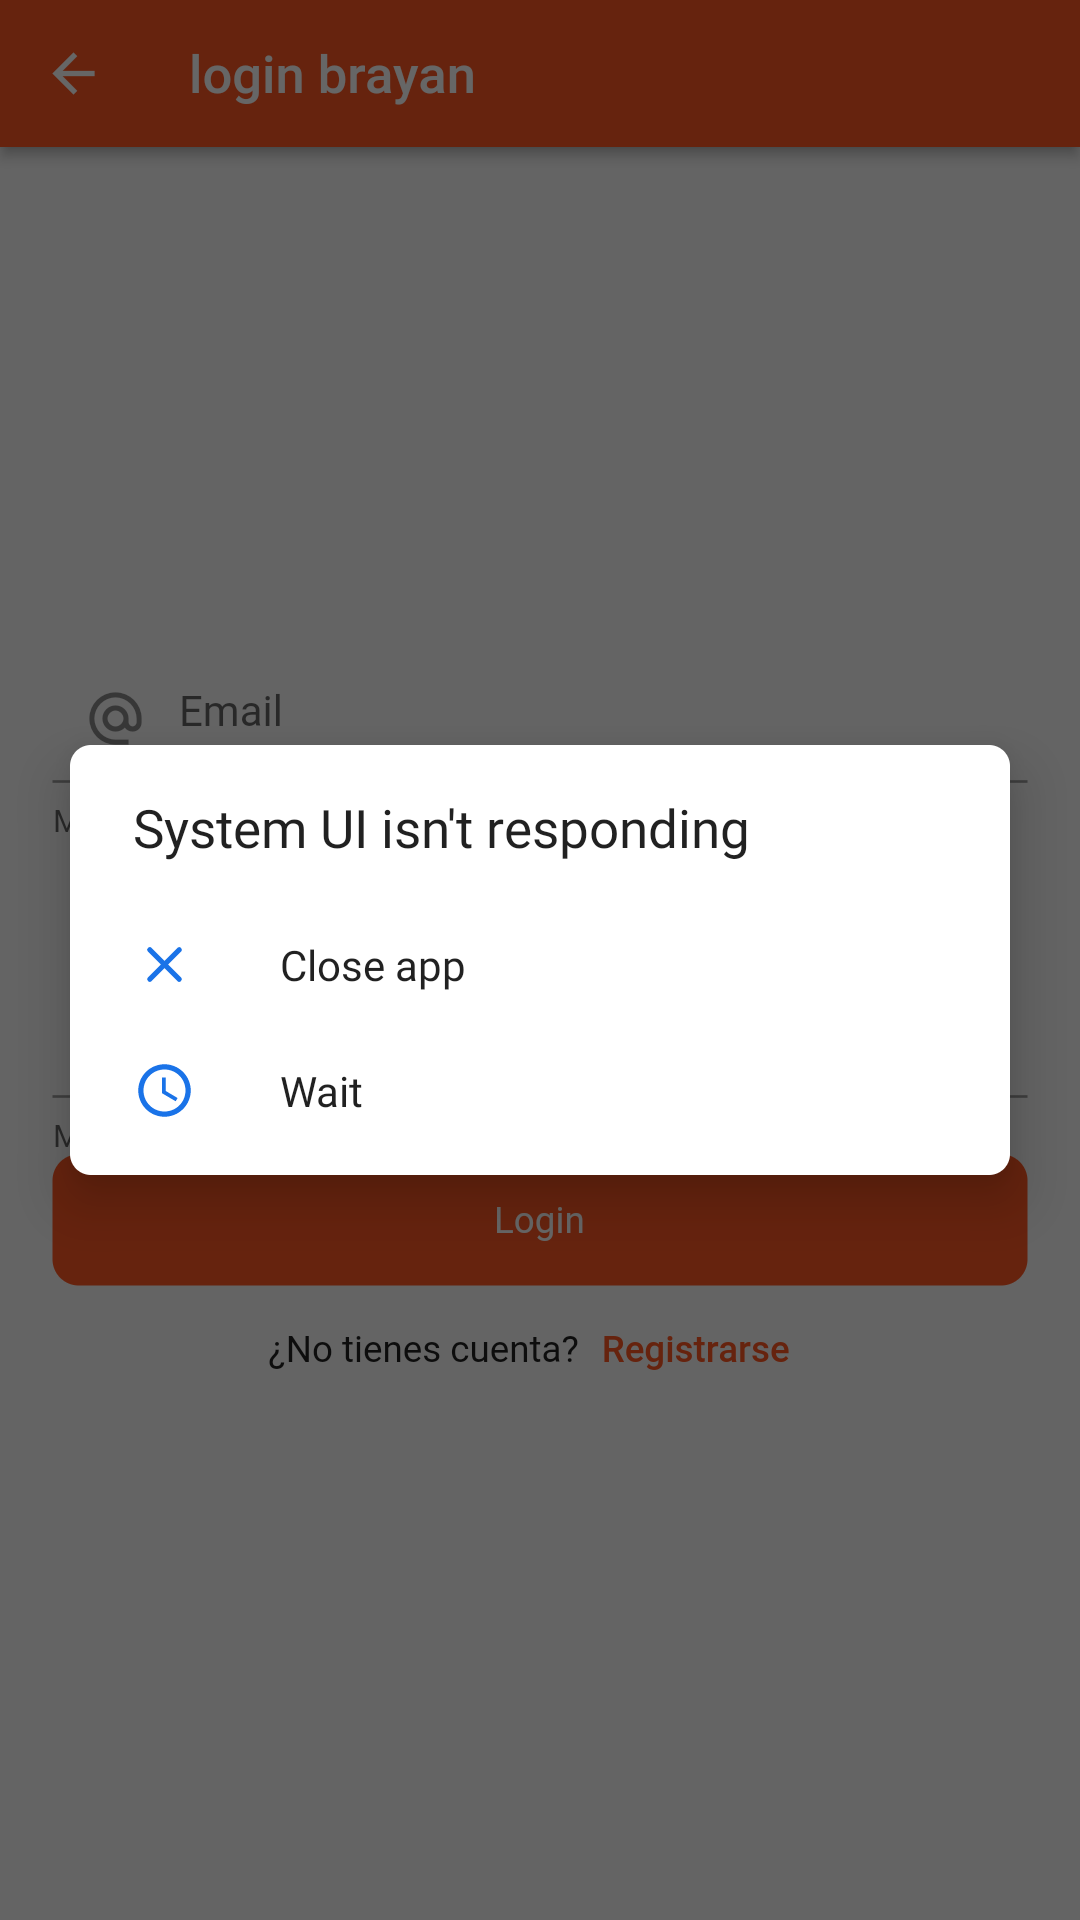 login brayan
Email
System UI isn't responding
Close app
Wait
Login
¿No tienes cuenta? Registrarse